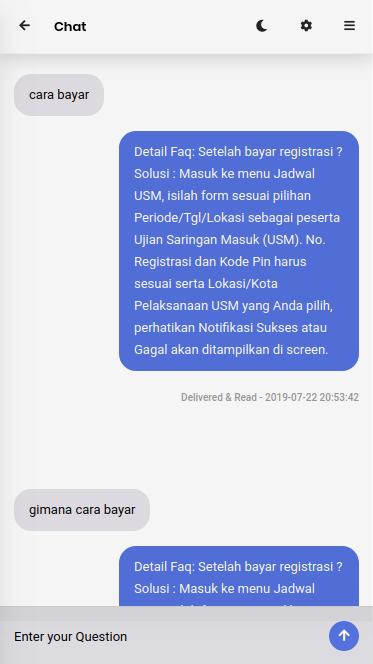 Chat
cara bayar
Detail Faq: Setelah bayar registrasi ?
Solusi : Masuk ke menu Jadwal
USM, isilah form sesuai pilihan
Periode/Tgl/Lokasi sebagai peserta
Ujian Saringan Masuk (USM). No.
Registrasi dan Kode Pin harus
sesuai serta Lokasi/Kota
Pelaksanaan USM yang Anda pilih,
perhatikan Notifikasi Sukses atau
Gagal akan ditampilkan di screen.
Delivered & Read - 2019-07-22 20:53:42
gimana cara bayar
Detail Faq: Setelah bayar registrasi ?
Solusi : Masuk ke menu Jadwal
Enter your Question